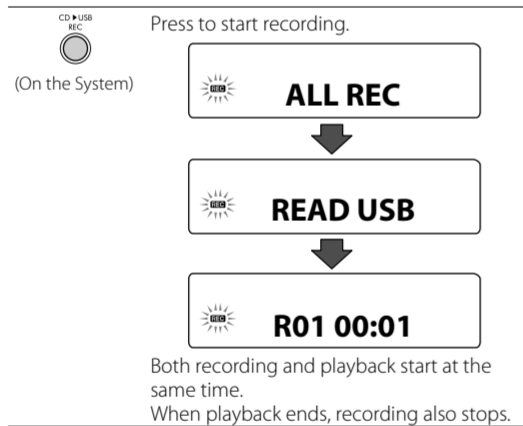 CD ▶ USB
REC
(On the System)
Press to start recording.
REC
ALL REC
REC
READ USB
REC
R01 00:01
Both recording and playback start at the
same time.
When playback ends, recording also stops.